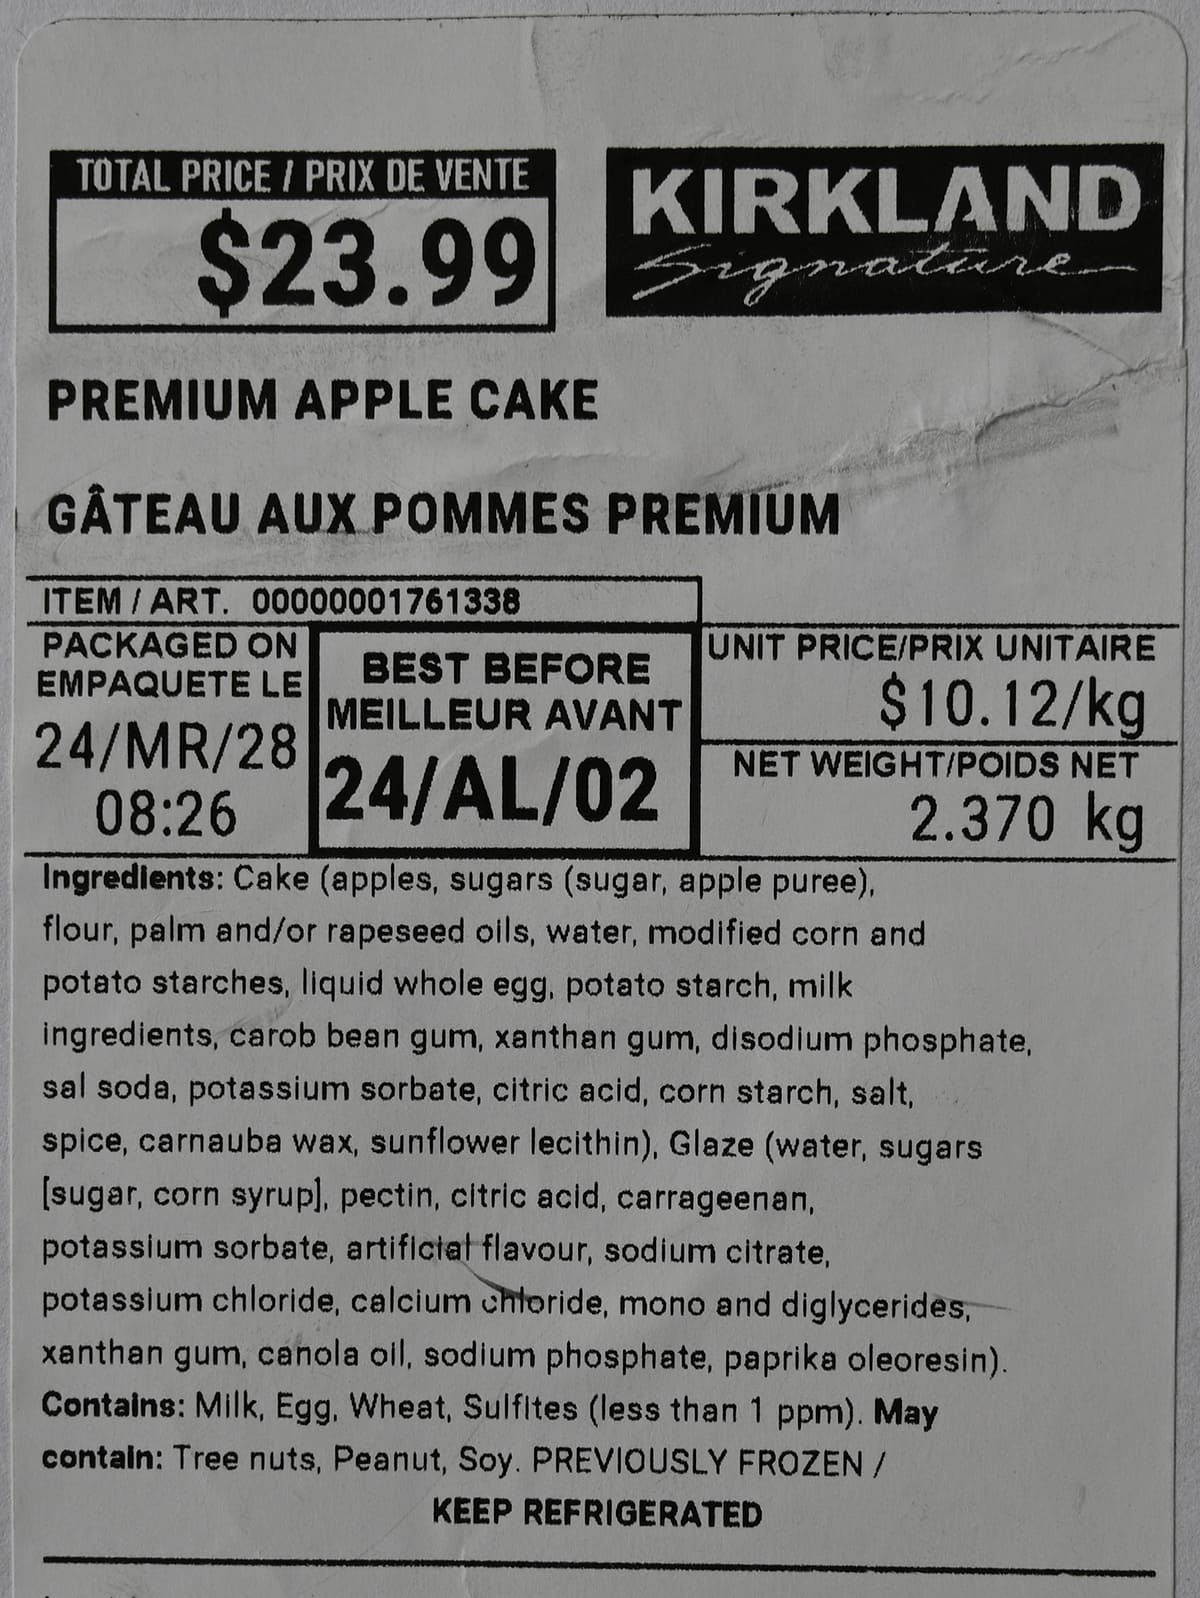 TOTAL PRICE / PRIX DE VENTE
$23.99
KIRKLAND
Signature
PREMIUM APPLE CAKE
GÂTEAU AUX POMMES PREMIUM
ITEM / ART. 00000001761338
PACKAGED ON
EMPAQUETE LE
24/MR/28
08:26
BEST BEFORE
MEILLEUR AVANT
24/AL/02
UNIT PRICE/PRIX UNITAIRE
$10.12/kg
NET WEIGHT/POIDS NET
2.370 kg
Ingredients: Cake (apples, sugars (sugar, apple puree),
flour, palm and/or rapeseed oils, water, modified corn and
potato starches, liquid whole egg, potato starch, milk
ingredients, carob bean gum, xanthan gum, disodium phosphate,
sal soda, potassium sorbate, citric acid, corn starch, salt,
spice, carnauba wax, sunflower lecithin), Glaze (water, sugars
[sugar, corn syrup], pectin, citric acid, carrageenan,
potassium sorbate, artificial flavour, sodium citrate,
potassium chloride, calcium chloride, mono and diglycerides,
xanthan gum, canola oil, sodium phosphate, paprika oleoresin).
Contains: Milk, Egg, Wheat, Sulfites (less than 1 ppm). May
contain: Tree nuts, Peanut, Soy. PREVIOUSLY FROZEN /
KEEP REFRIGERATED